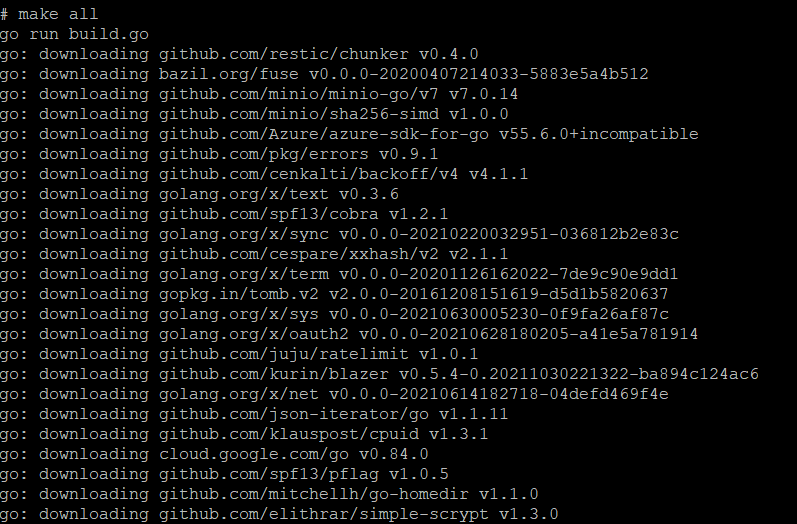 # make all
go run build.go
go: downloading github.com/restic/chunker v0.4.0
go: downloading bazil.org/fuse v0.0.0-20200407214033-5883e5a4b512
go: downloading github.com/minio/minio-go/v7 v7.0.14
go: downloading github.com/minio/sha256-simd v1.0.0
go: downloading github.com/Azure/azure-sdk-for-go v55.6.0+incompatible
go: downloading github.com/pkg/errors v0.9.1
go: downloading github.com/cenkalti/backoff/v4 v4.1.1
go: downloading golang.org/x/text v0.3.6
go: downloading github.com/spf13/cobra v1.2.1
go: downloading golang.org/x/sync v0.0.0-20210220032951-036812b2e83c
go: downloading github.com/cespare/xxhash/v2 v2.1.1
go: downloading golang.org/x/term v0.0.0-20201126162022-7de9c90e9dd1
go: downloading gopkg.in/tomb.v2 v2.0.0-20161208151619-d5d1b5820637
go: downloading golang.org/x/sys v0.0.0-20210630005230-0f9fa26af87c
go: downloading golang.org/x/oauth2 v0.0.0-20210628180205-a41e5a781914
go: downloading github.com/juju/ratelimit v1.0.1
go: downloading github.com/kurin/blazer v0.5.4-0.20211030221322-ba894c124ac6
go: downloading golang.org/x/net v0.0.0-20210614182718-04defd469f4e
go: downloading github.com/json-iterator/go v1.1.11
go: downloading github.com/klauspost/cpuid v1.3.1
go: downloading cloud.google.com/go v0.84.0
go: downloading github.com/spf13/pflag v1.0.5
go: downloading github.com/mitchellh/go-homedir v1.1.0
go: downloading github.com/elithrar/simple-scrypt v1.3.0